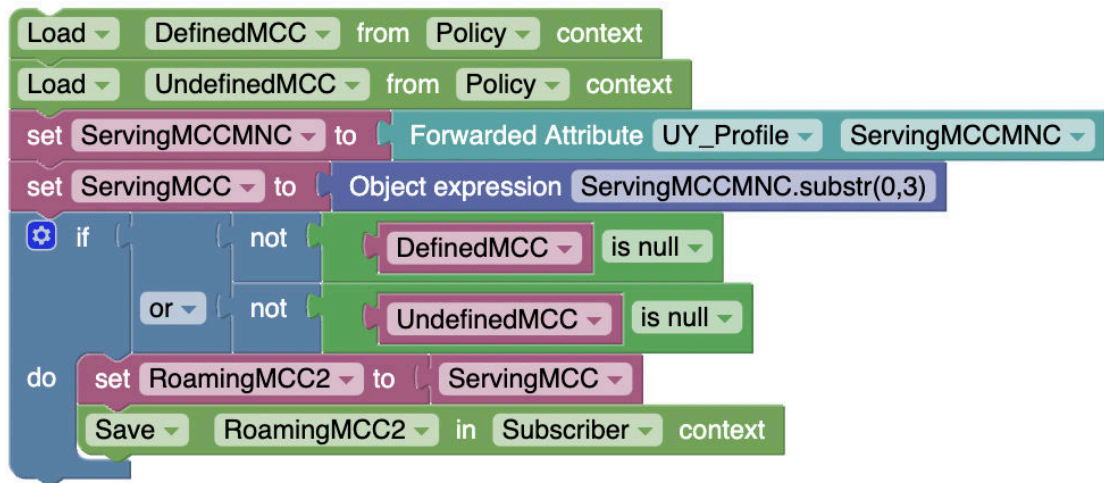 Load DefinedMCC from Policy context
Load UndefinedMCC from Policy context
set ServingMCCMNC to Forwarded Attribute UY_Profile ServingMCCMNC
set ServingMCC to Object expression ServingMCCMNC.substr(0,3)
if not DefinedMCC is null
or not UndefinedMCC is null
do set RoamingMCC2 to ServingMCC
Save RoamingMCC2 in Subscriber context